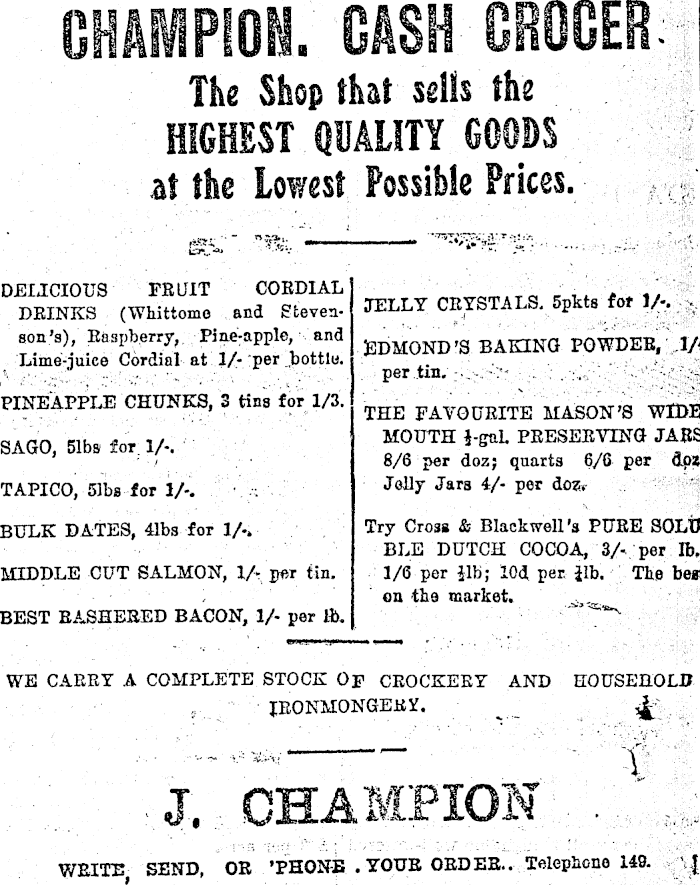 CHAMPION. CASH GROCER.
The Shop that sells the
HIGHEST QUALITY GOODS
at the Lowest Possible Prices.
DELICIOUS FRUIT CORDIAL
DRINKS (Whittome and Steven-
son's), Raspberry, Pine-apple, and
Lime-juice Cordial at 1/- per bottle.
PINEAPPLE CHUNKS, 3 tins for 1/3.
SAGO, 5lbs for 1/-.
TAPICO, 5lbs for 1/-.
BULK DATES, 4lbs for 1/-.
MIDDLE CUT SALMON, 1/- per tin.
BEST RASHERED BACON, 1/- per lb.
JELLY CRYSTALS. 5pkts for 1/-.
EDMOND'S BAKING POWDER, 1/-
per tin.
THE FAVOURITE MASON'S WIDE
MOUTH ½-gal. PRESERVING JARS
8/6 per doz; quarts 6/6 per doz
Jelly Jars 4/- per doz.
Try Cross & Blackwell's PURE SOLU
BLE DUTCH COCOA, 3/- per lb.
1/6 per ½lb; 10d per ¼lb. The bes
on the market.
WE CARRY A COMPLETE STOCK OF CROCKERY AND HOUSEHOLD
IRONMONGERY.
J. CHAMPION
WRITE, SEND, OR 'PHONE . YOUR ORDER.. Telephone 149.